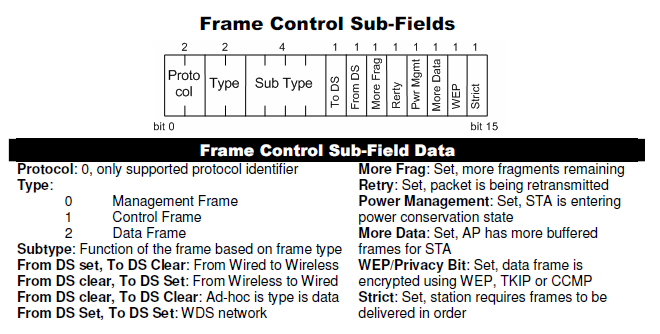 Frame Control Sub-Fields
2 2 4 1 1 1 1 1 1 1 1
Proto
col
Type
Sub Type
To DS
From DS
More Frag
Rerty
Pwr Mgmt
More Data
WEP
Strict
bit 0
bit 15
Frame Control Sub-Field Data
Protocol: 0, only supported protocol identifier
Type:
0 Management Frame
1 Control Frame
2 Data Frame
Subtype: Function of the frame based on frame type
From DS set, To DS Clear: From Wired to Wireless
From DS clear, To DS Set: From Wireless to Wired
From DS clear, To DS Clear: Ad-hoc is type is data
From DS Set, To DS Set: WDS network
More Frag: Set, more fragments remaining
Retry: Set, packet is being retransmitted
Power Management: Set, STA is entering
power conservation state
More Data: Set, AP has more buffered
frames for STA
WEP/Privacy Bit: Set, data frame is
encrypted using WEP, TKIP or CCMP
Strict: Set, station requires frames to be
delivered in order